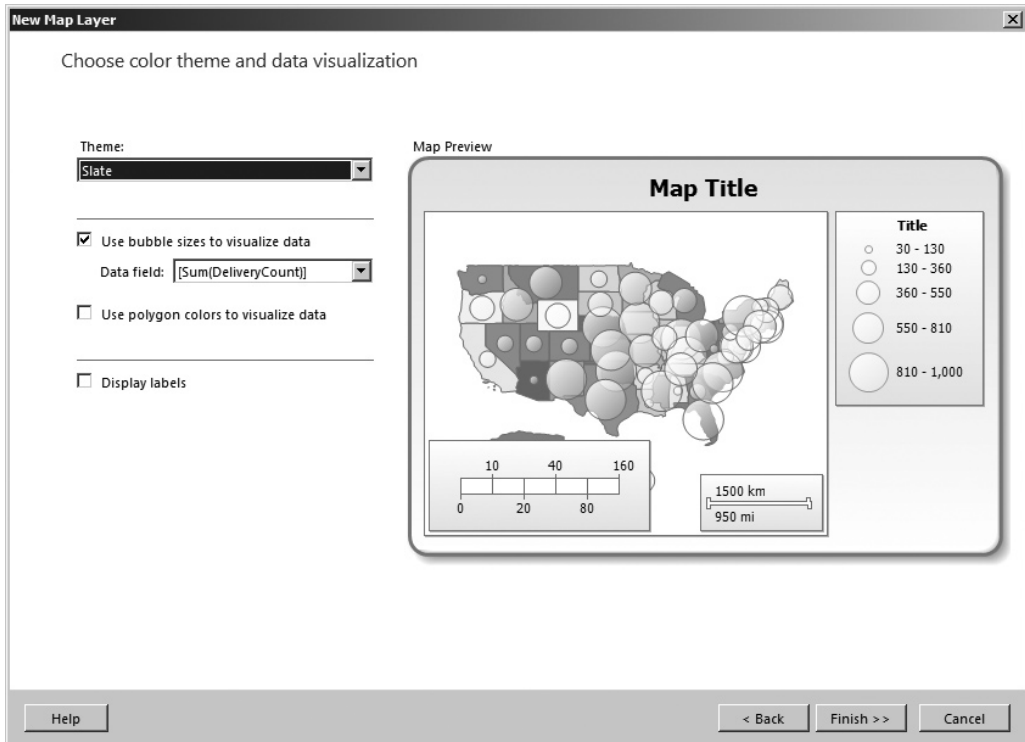 New Map Layer
Choose color theme and data visualization
Theme:
Slate
Use bubble sizes to visualize data
Data field: [Sum(DeliveryCount)]
Use polygon colors to visualize data
Display labels
Map Preview
Map Title
Title
30 - 130
130 - 360
360 - 550
550 - 810
810 - 1,000
10 40 160
0 20 80
1500 km
950 mi
Help
< Back
Finish >>
Cancel